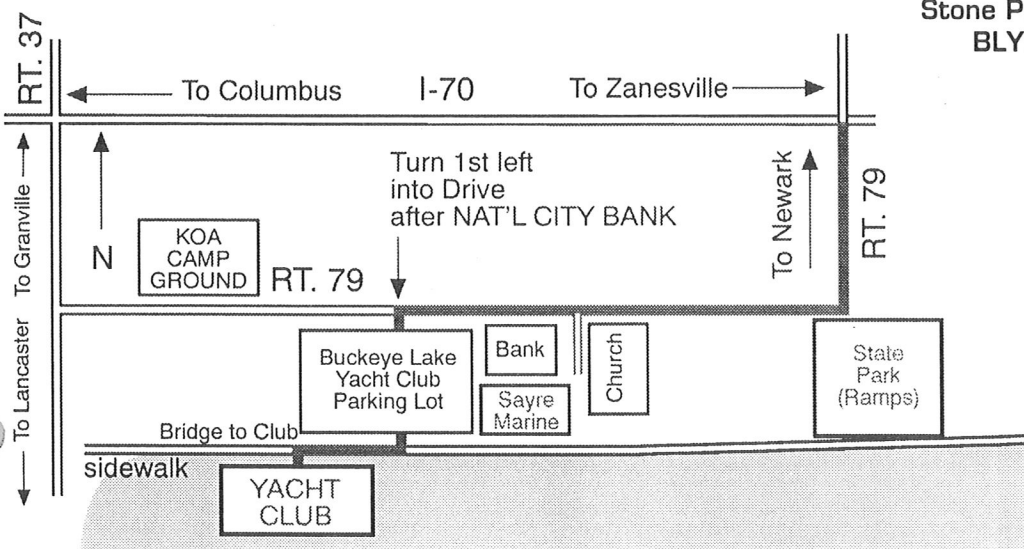 Stone P
BLY
RT. 37
To Columbus
I-70
To Zanesville
Turn 1st left
into Drive
after NAT'L CITY BANK
To Newark
RT. 79
To Granville
N
KOA
CAMP
GROUND
RT. 79
To Lancaster
Buckeye Lake
Yacht Club
Parking Lot
Bank
Church
Sayre
Marine
State
Park
(Ramps)
Bridge to Club
sidewalk
YACHT
CLUB